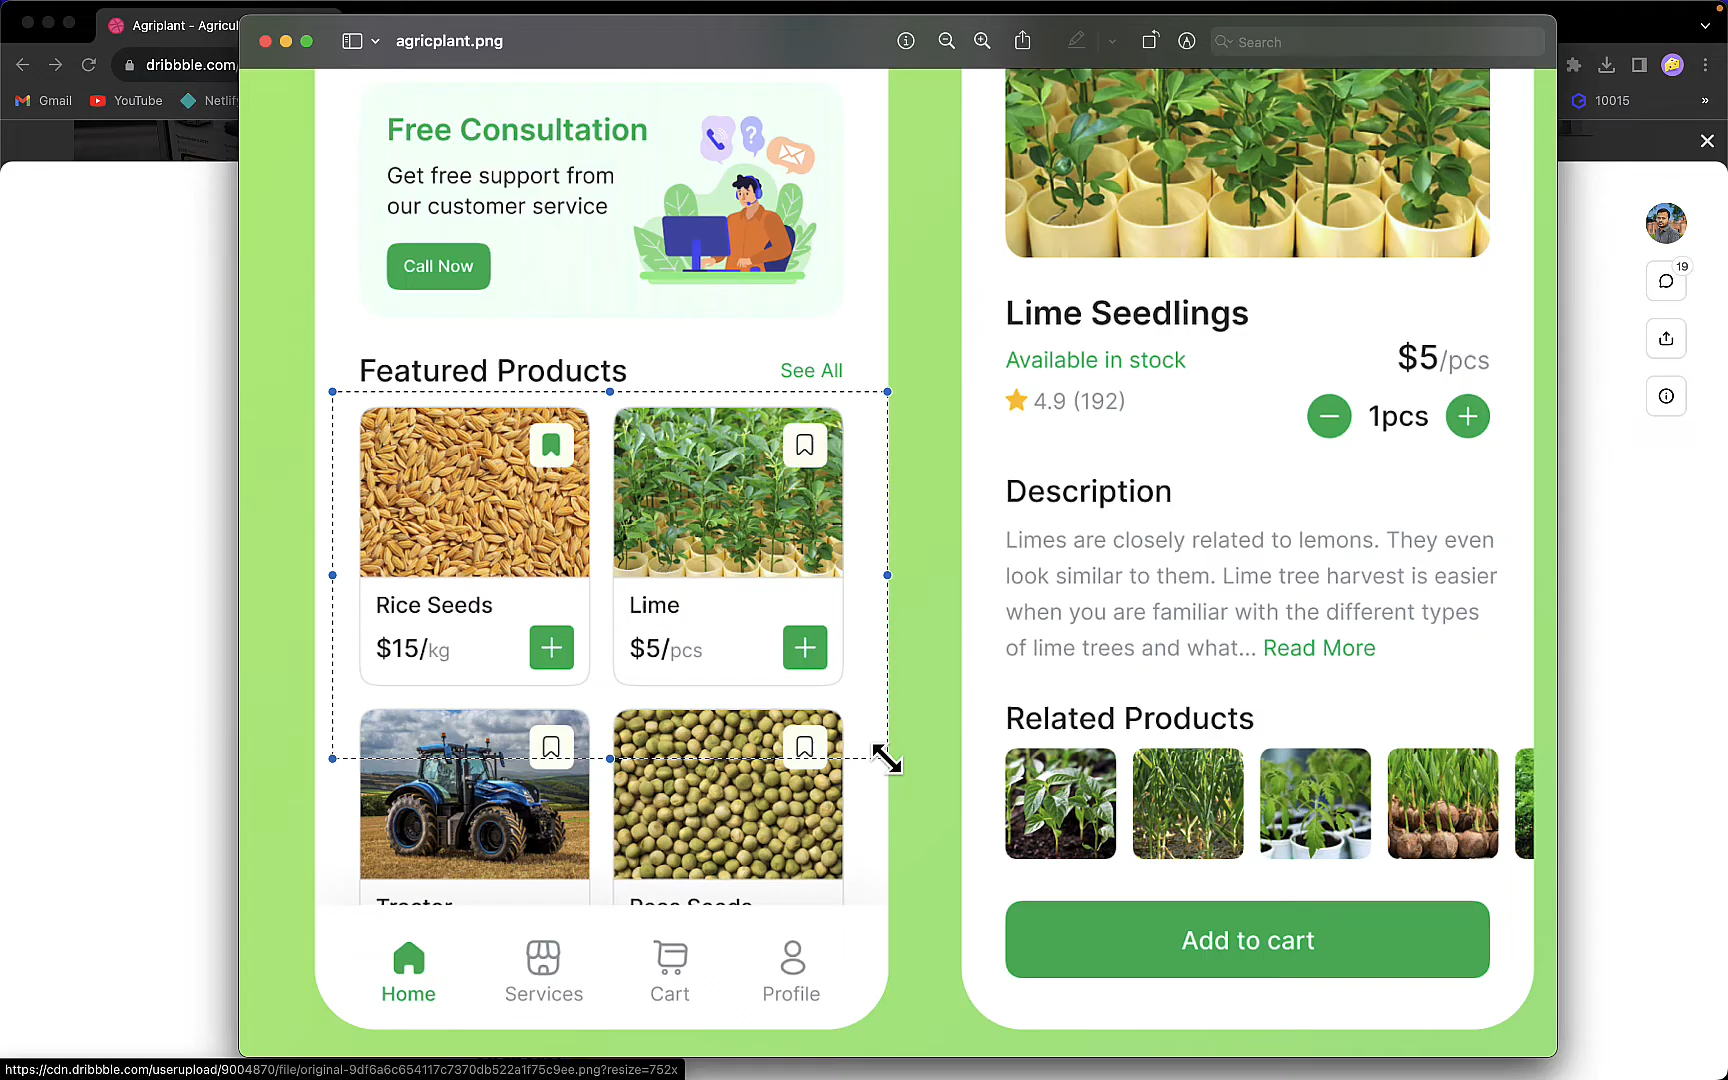 Agriplant - Agricul
agricplant.png
Search
dribbble.com/
Gmail
YouTube
Netlify
10015
»
Free Consultation
Get free support from
our customer service
Call Now
?
Featured Products
See All
Rice Seeds
$15/kg
Lime
$5/pcs
Home
Services
Cart
Profile
Lime Seedlings
Available in stock
$5/pcs
4.9 (192)
1pcs
Description
Limes are closely related to lemons. They even
look similar to them. Lime tree harvest is easier
when you are familiar with the different types
of lime trees and what... Read More
Related Products
Add to cart
19
https://cdn.dribbble.com/userupload/9004870/file/original-9df6a6c654117c7370db522a1f75c9ee.png?resize=752x